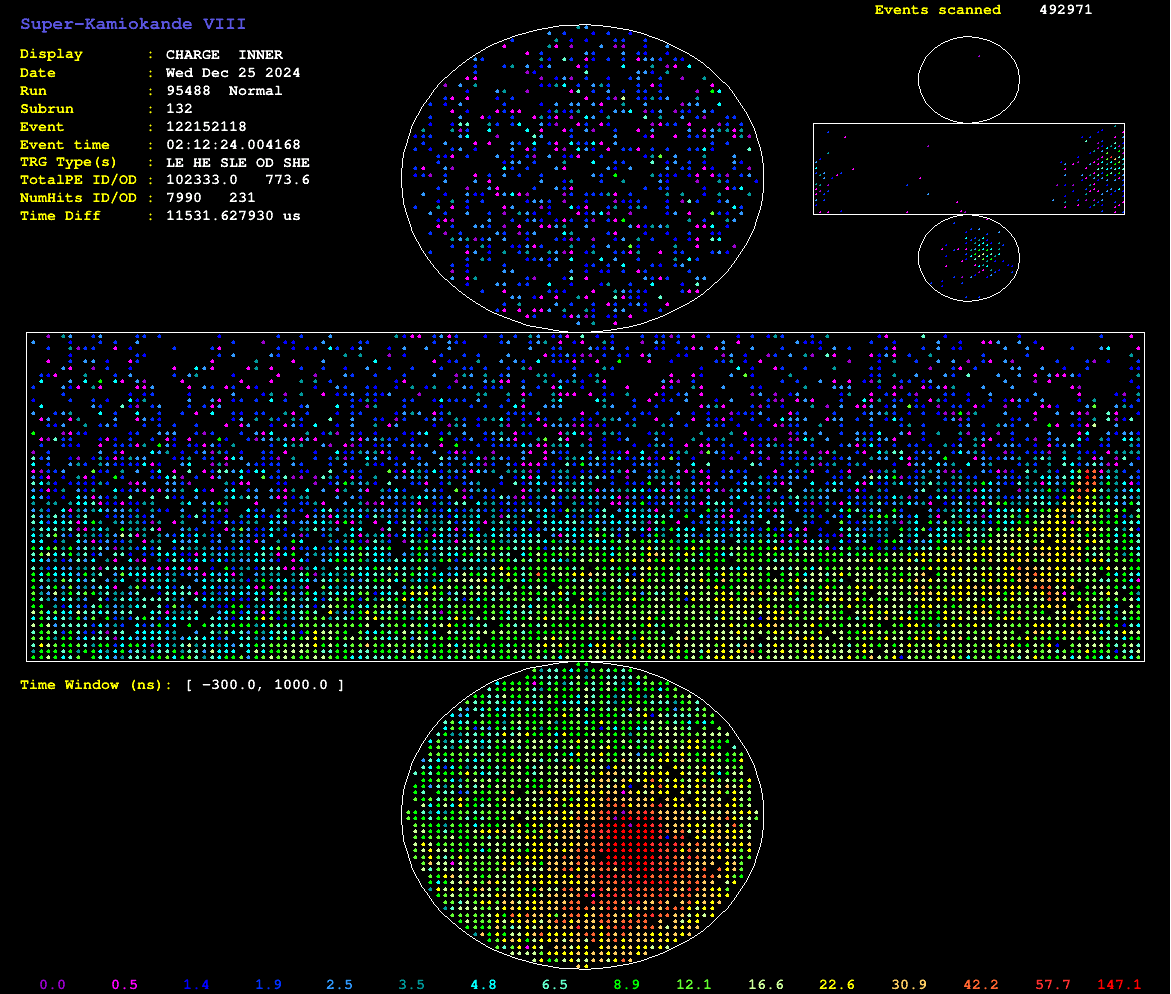 Events scanned 492971
Super-Kamiokande VIII
Display : CHARGE INNER
Date : Wed Dec 25 2024
Run : 95488 Normal
Subrun : 132
Event : 122152118
Event time : 02:12:24.004168
TRG Type(s) : LE HE SLE OD SHE
TotalPE ID/OD : 102333.0 773.6
NumHits ID/OD : 7990 231
Time Diff : 11531.627930 us
Time Window (ns): [ −300.0, 1000.0 ]
0.0 0.5 1.4 1.9 2.5 3.5 4.8 6.5 8.9 12.1 16.6 22.6 30.9 42.2 57.7 147.1